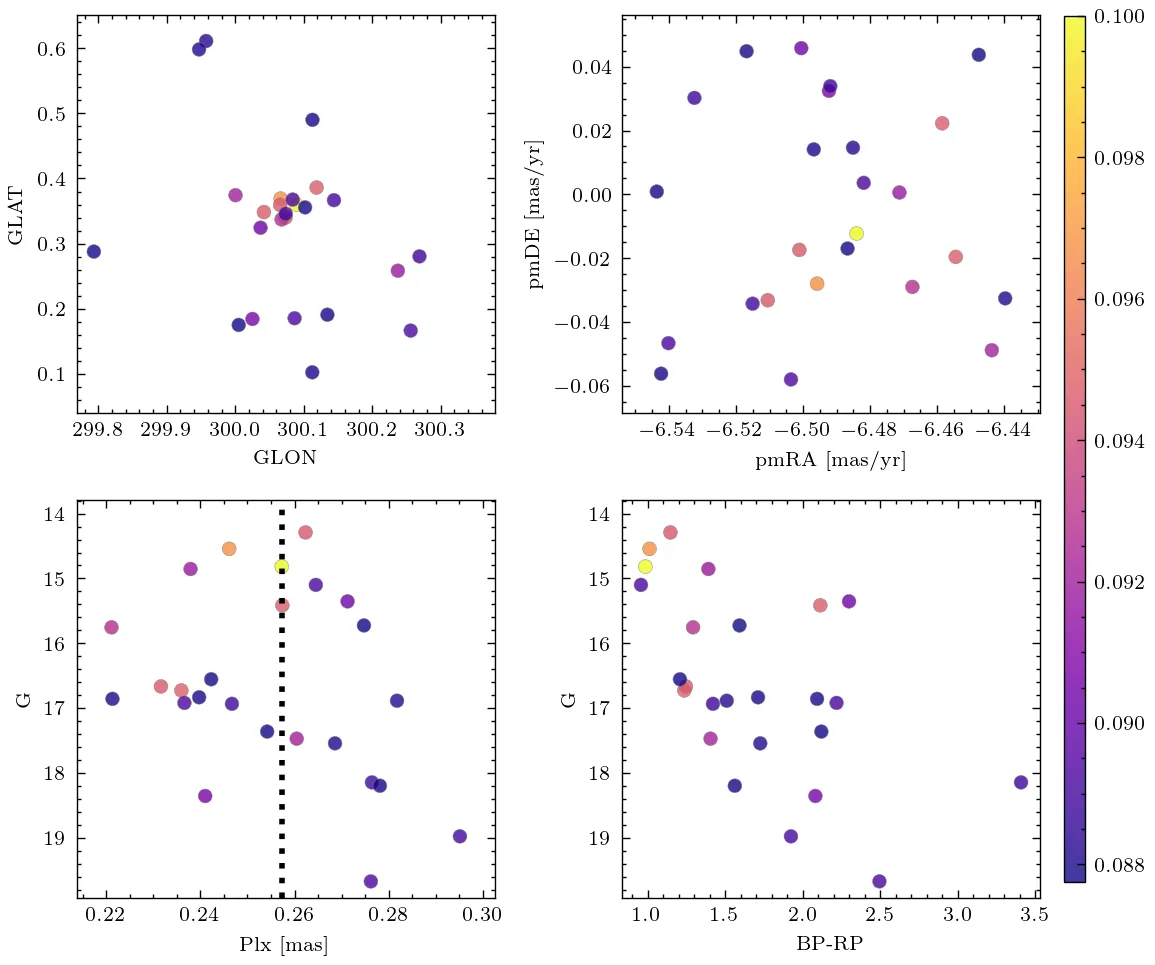 0.6
0.5
0.4
0.3
0.2
0.1
GLAT
299.8 299.9 300.0 300.1 300.2 300.3
GLON
0.04
0.02
0.00
−0.02
−0.04
−0.06
pmDE [mas/yr]
−6.54 −6.52 −6.50 −6.48 −6.46 −6.44
pmRA [mas/yr]
14
15
16
17
18
19
G
0.22 0.24 0.26 0.28 0.30
Plx [mas]
14
15
16
17
18
19
G
1.0 1.5 2.0 2.5 3.0 3.5
BP-RP
0.100
0.098
0.096
0.094
0.092
0.090
0.088